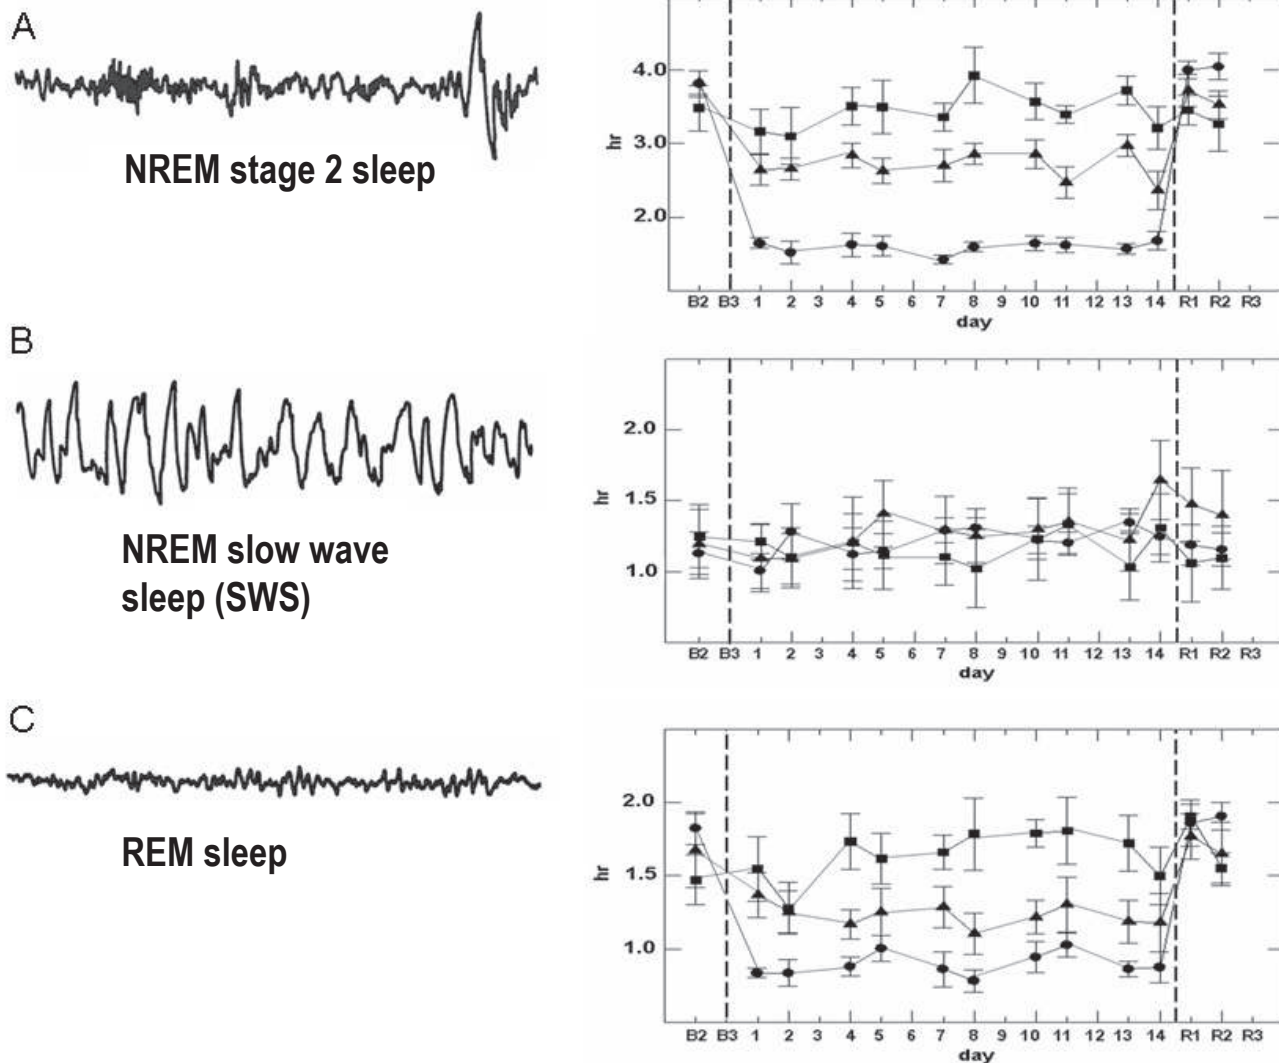 A
NREM stage 2 sleep
4.0
3.0
2.0
hr
B2 B3 1 2 3 4 5 6 7 8 9 10 11 12 13 14 R1 R2 R3
day
B
NREM slow wave
sleep (SWS)
2.0
1.5
1.0
hr
B2 B3 1 2 3 4 5 6 7 8 9 10 11 12 13 14 R1 R2 R3
day
C
REM sleep
2.0
1.5
1.0
hr
B2 B3 1 2 3 4 5 6 7 8 9 10 11 12 13 14 R1 R2 R3
day